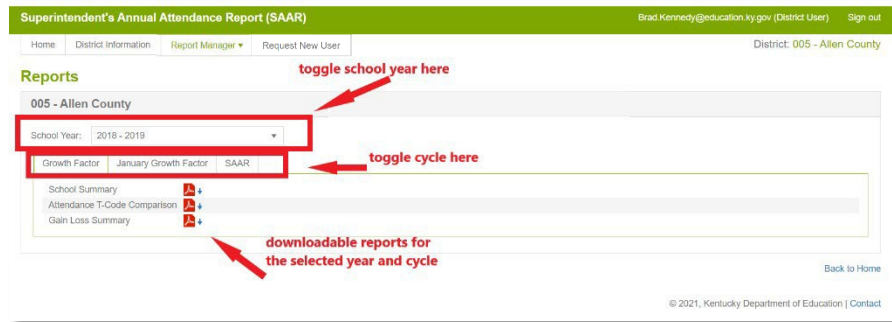 Superintendent's Annual Attendance Report (SAAR) Brad.Kennedy@education.ky.gov (District User) Sign out
Home District Information Report Manager Request New User District: 005 - Allen County
toggle school year here
Reports
005 - Allen County
School Year: 2018 - 2019
toggle cycle here
Growth Factor January Growth Factor SAAR
School Summary
Attendance T-Code Comparison
Gain Loss Summary
downloadable reports for
the selected year and cycle
Back to Home
© 2021, Kentucky Department of Education | Contact